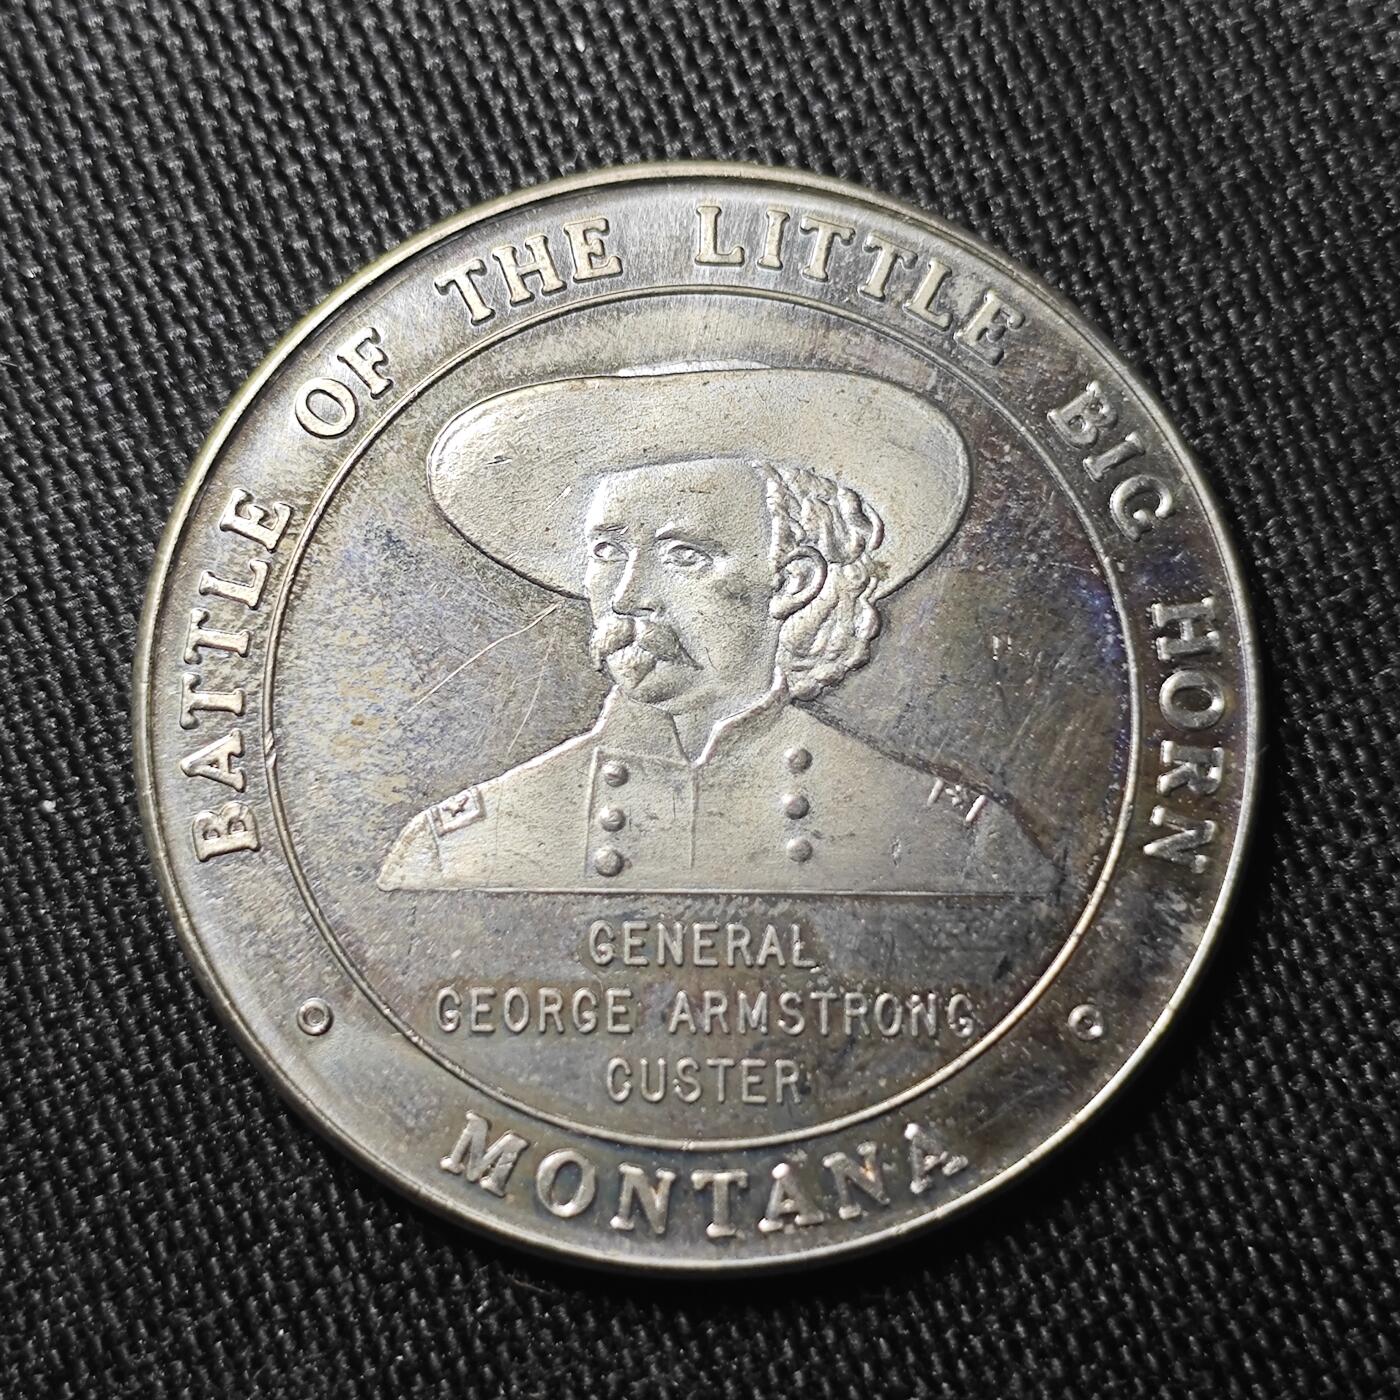 BATTLE OF THE LITTLE BIG HORN
GENERAL
GEORGE ARMSTRONG
CUSTER
MONTANA